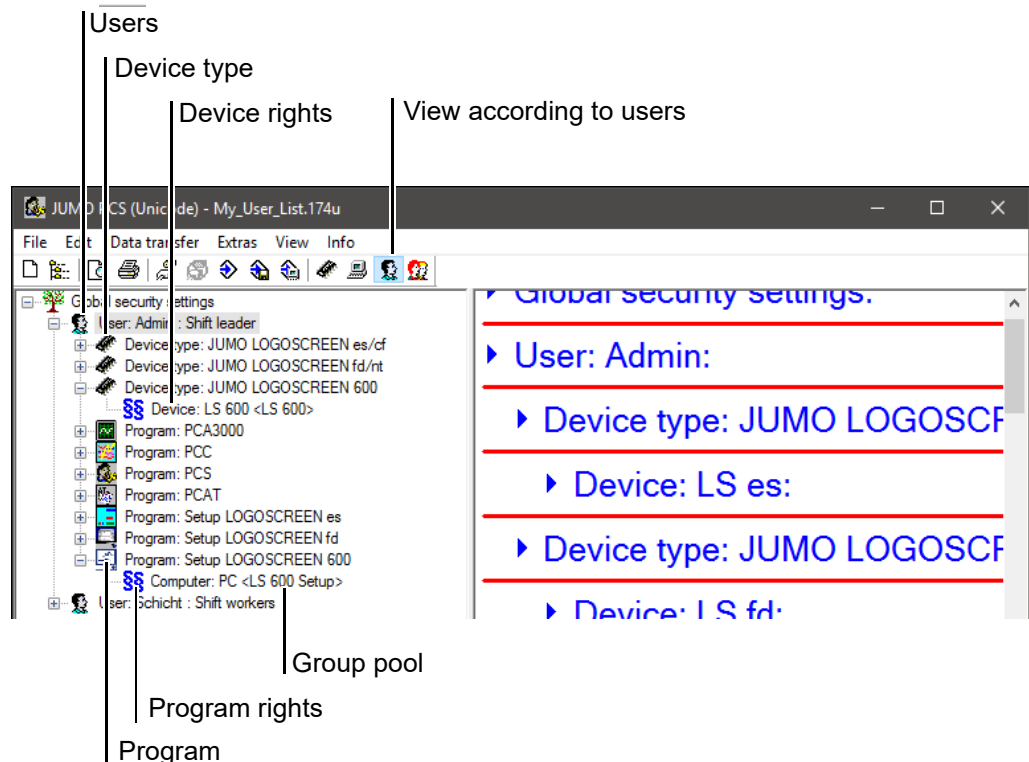 Users
Device type
Device rights
View according to users
JUMO PCS (Unicode) - My_User_List.174u
File Edit Data transfer Extras View Info
Global security settings
User: Admin : Shift leader
Device type: JUMO LOGOSCREEN es/cf
Device type: JUMO LOGOSCREEN fd/nt
Device type: JUMO LOGOSCREEN 600
Device: LS 600 <LS 600>
Program: PCA3000
Program: PCC
Program: PCS
Program: PCAT
Program: Setup LOGOSCREEN es
Program: Setup LOGOSCREEN fd
Program: Setup LOGOSCREEN 600
Computer: PC <LS 600 Setup>
User: Schicht : Shift workers
Global security settings:
User: Admin:
Device type: JUMO LOGOSCR
Device: LS es:
Device type: JUMO LOGOSCR
Device: LS fd:
Group pool
Program rights
Program